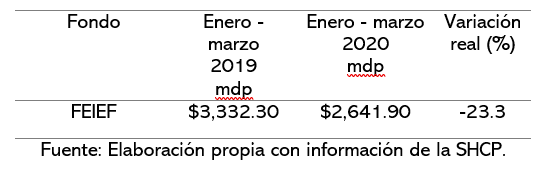 Fondo Enero - Enero - marzo Variación
marzo 2020 real (%)
2019 mdp
mdp
FEIEF $3,332.30 $2,641.90 -23.3
Fuente: Elaboración propia con información de la SHCP.